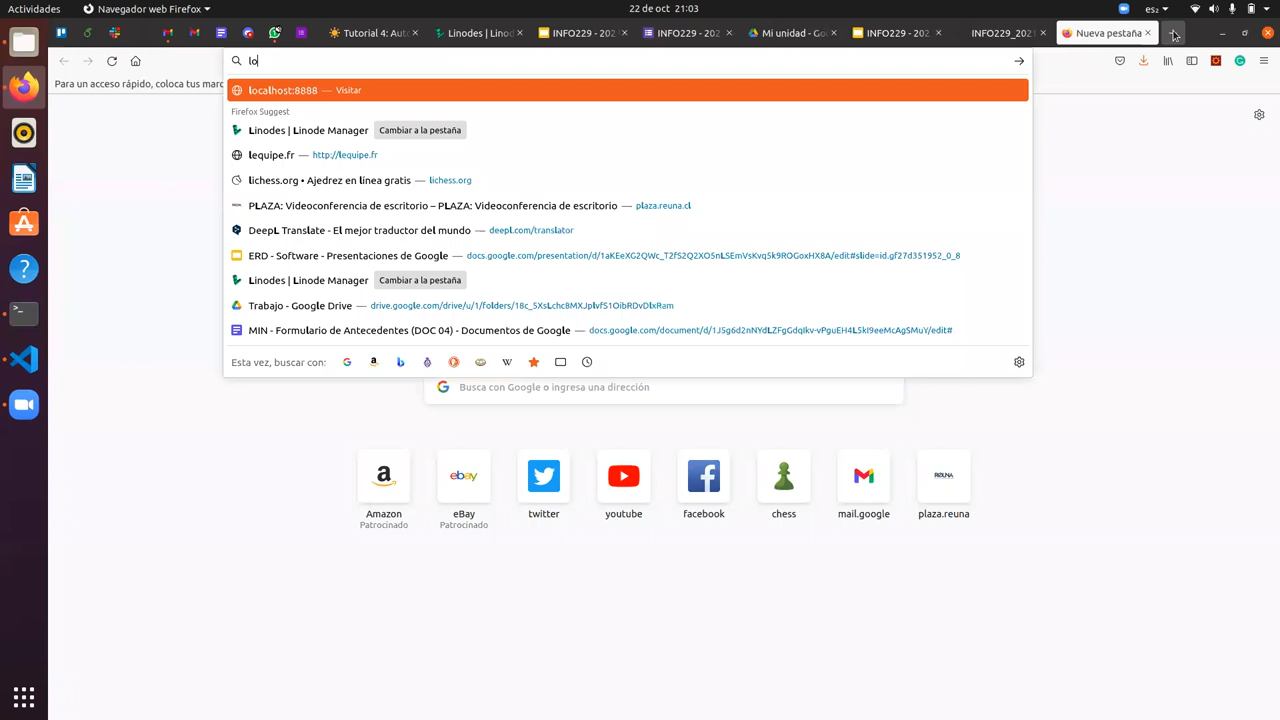 Actividades Navegador web Firefox 22 de oct 21:03 es2
Tutorial 4: Auto Linodes | Linod INFO229 - 202 INFO229 - 202 Mi unidad - Go INFO229 - 202 INFO229_202 Nueva pestaña
lo
Para un acceso rápido, coloca tus marc
localhost:8888 — Visitar
Firefox Suggest
Linodes | Linode Manager Cambiar a la pestaña
lequipe.fr — http://lequipe.fr
lichess.org • Ajedrez en línea gratis — lichess.org
PLAZA: Videoconferencia de escritorio – PLAZA: Videoconferencia de escritorio — plaza.reuna.cl
DeepL Translate - El mejor traductor del mundo — deepl.com/translator
ERD - Software - Presentaciones de Google — docs.google.com/presentation/d/1aKEeXG2QWc_T2fS2Q2XO5nLSEmVsKvq5k9ROGoxHX8A/edit#slide=id.gf27d351952_0_8
Linodes | Linode Manager Cambiar a la pestaña
Trabajo - Google Drive — drive.google.com/drive/u/1/folders/18c_5XsLchc8MXJplvfS1OibRDvDlxRam
MIN - Formulario de Antecedentes (DOC 04) - Documentos de Google — docs.google.com/document/d/1JSg6d2nNYdLZFgGdqIkv-vPguEH4L5kI9eeMcAgSMuY/edit#
Esta vez, buscar con:
Busca con Google o ingresa una dirección
Amazon eBay twitter youtube facebook chess mail.google plaza.reuna
Patrocinado Patrocinado